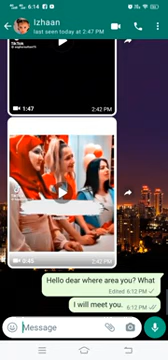 6:14
Izhaan
last seen today at 2:47 PM
TikTok
1:47
2:42 PM
0:45
2:42 PM
Hello dear where area you? What
Edited 6:12 PM
I will meet you.
6:12 PM
Message